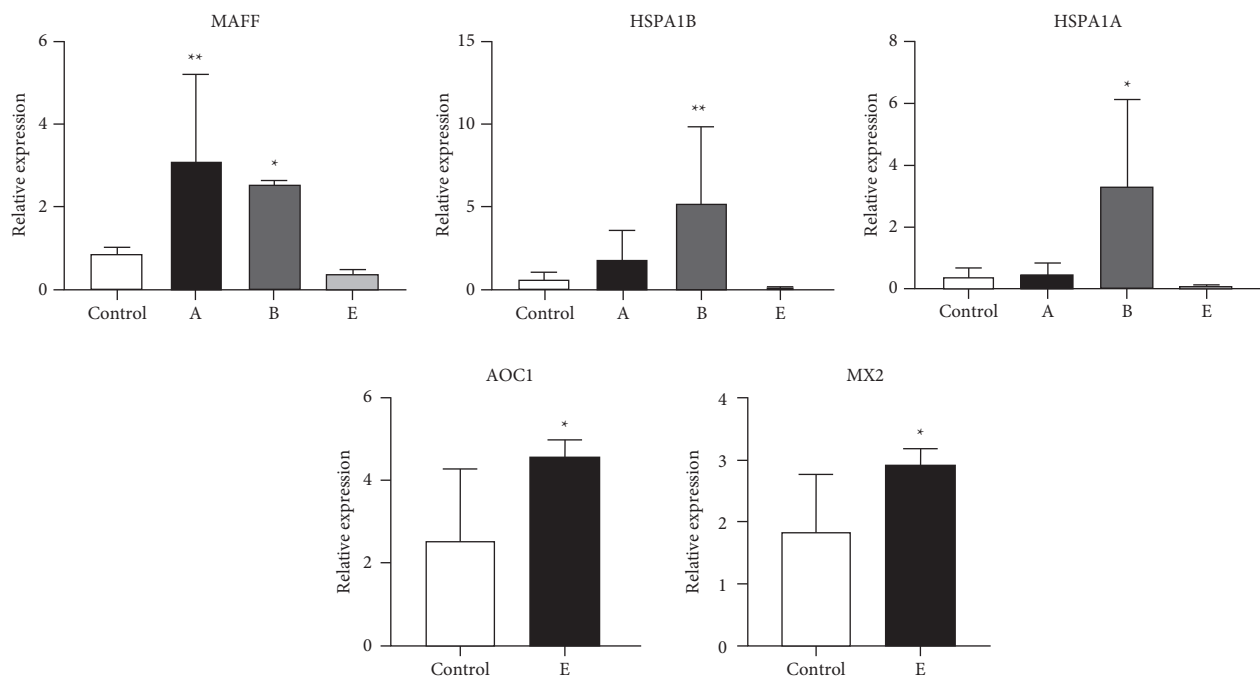 MAFF
6
4
2
0
Relative expression
**
*
Control A B E
HSPA1B
15
10
5
0
Relative expression
**
Control A B E
HSPA1A
8
6
4
2
0
Relative expression
*
Control A B E
AOC1
6
4
2
0
Relative expression
*
Control E
MX2
4
3
2
1
0
Relative expression
*
Control E